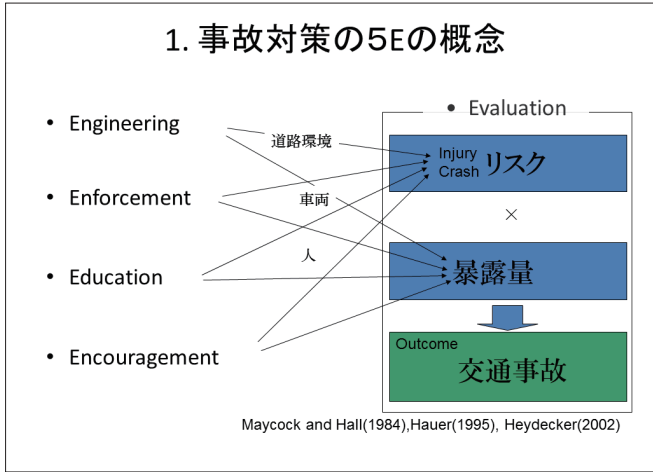 1. 事故対策の５Eの概念
• Engineering
• Enforcement
• Education
• Encouragement
道路環境
車両
人
• Evaluation
Injury
Crash リスク
×
暴露量
Outcome
交通事故
Maycock and Hall(1984),Hauer(1995), Heydecker(2002)